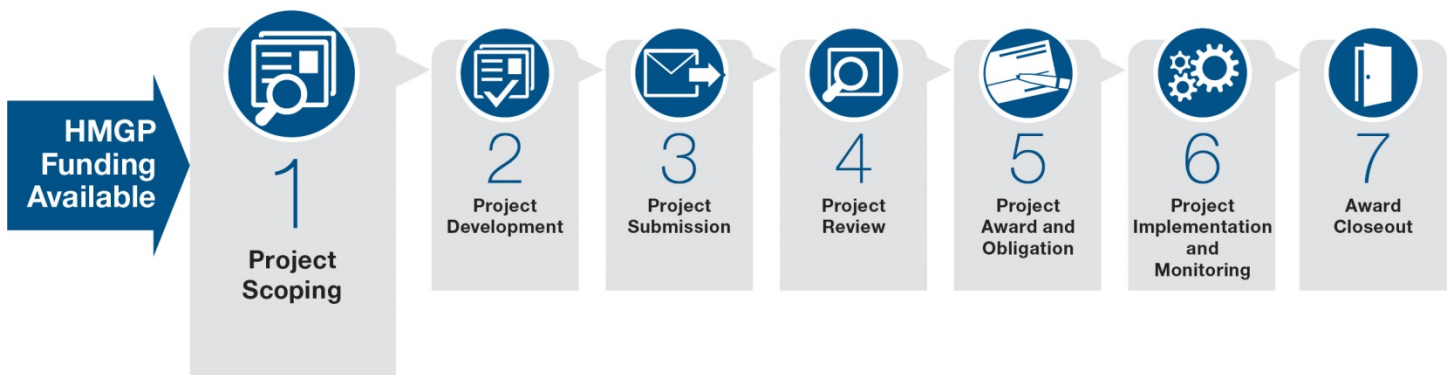 HMGP
Funding
Available
1
Project
Scoping
2
Project
Development
3
Project
Submission
4
Project
Review
5
Project
Award and
Obligation
6
Project
Implementation
and
Monitoring
7
Award
Closeout